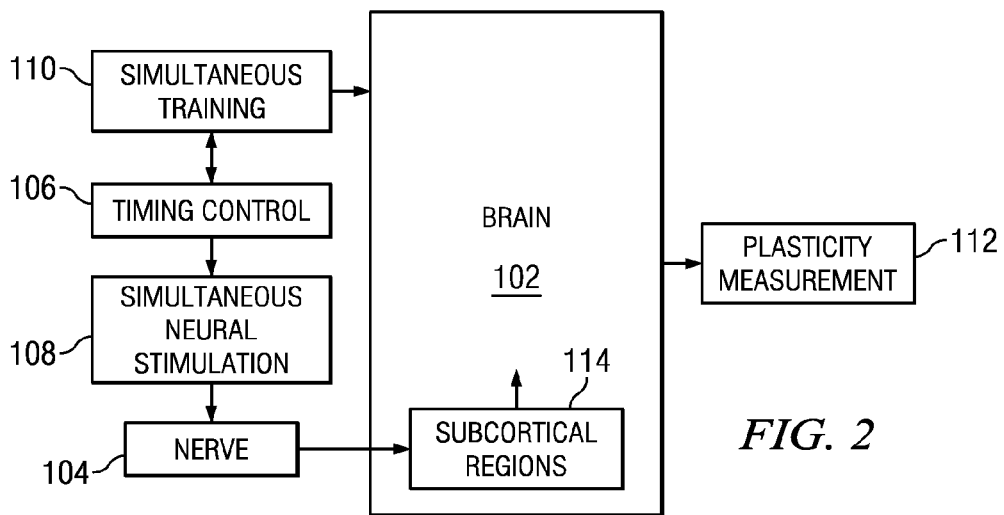 110
SIMULTANEOUS
TRAINING
106
TIMING CONTROL
108
SIMULTANEOUS
NEURAL
STIMULATION
104
NERVE
BRAIN
102
114
SUBCORTICAL
REGIONS
PLASTICITY
MEASUREMENT
112
FIG. 2